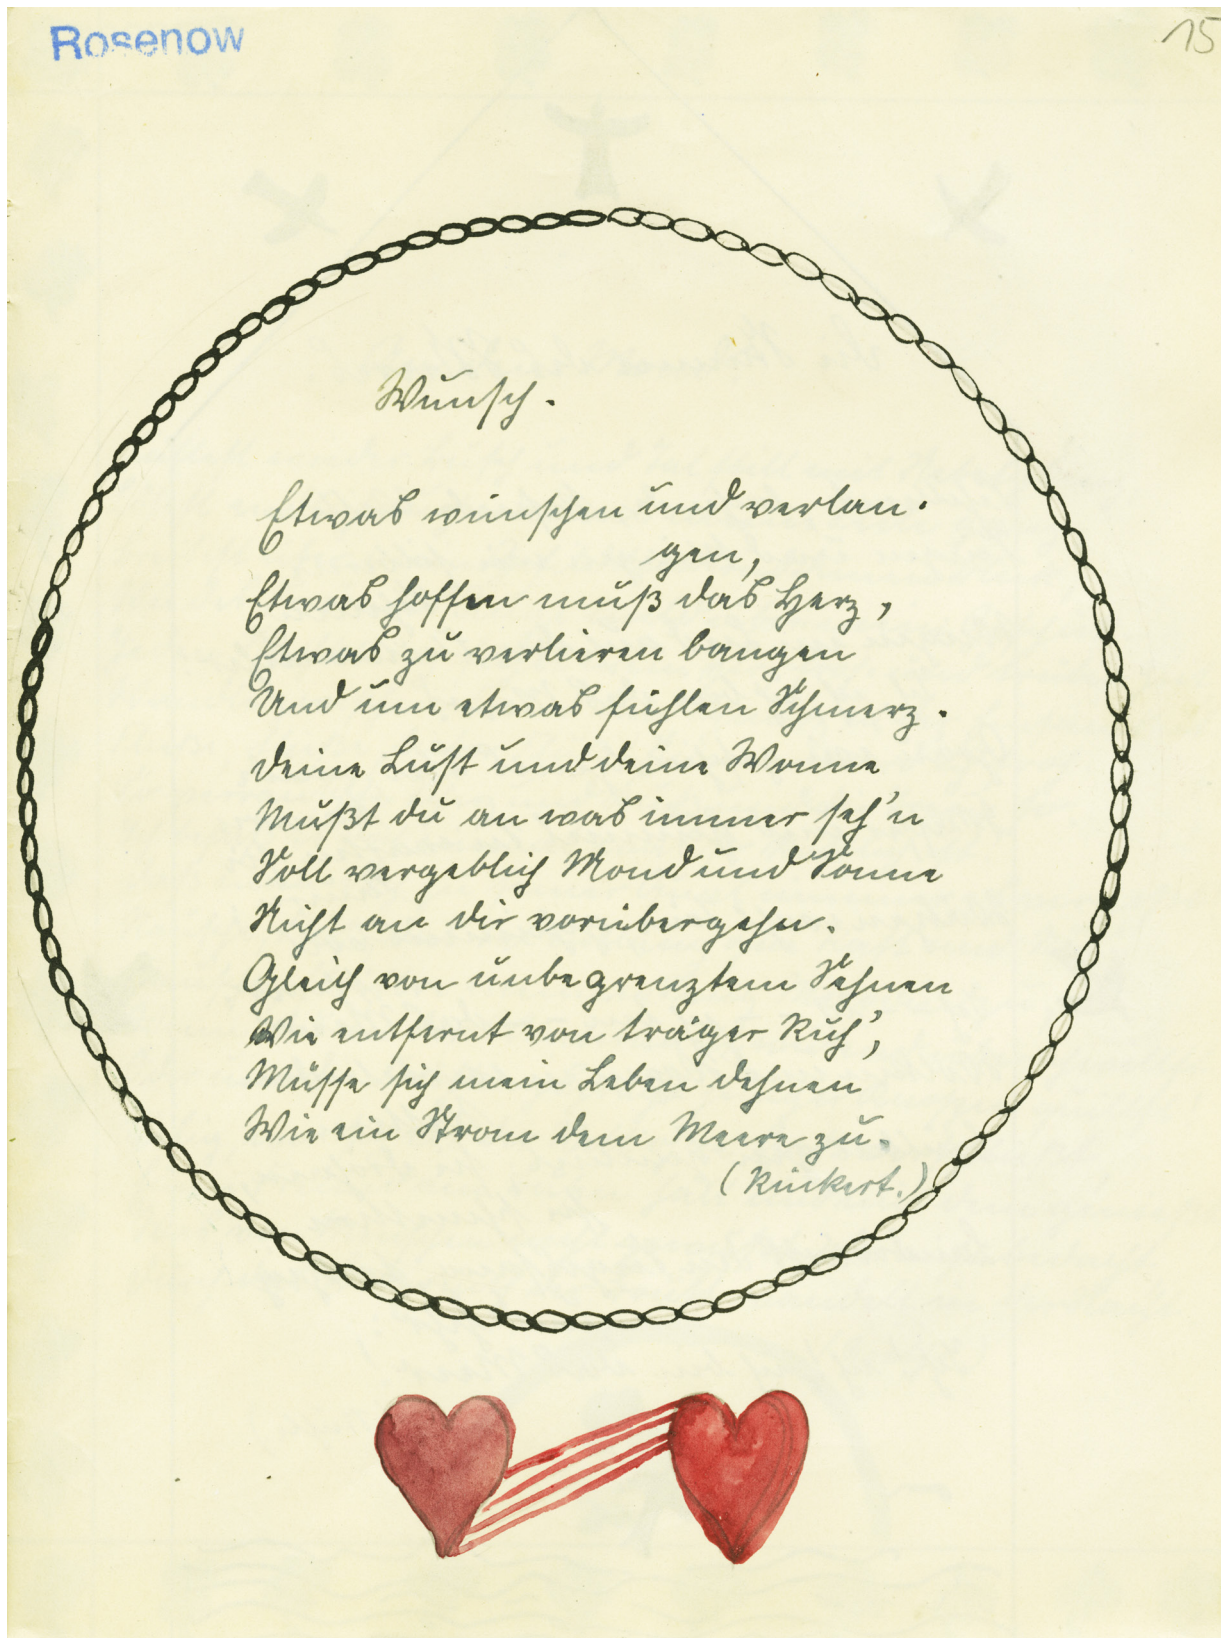 Rosenow
15
Wunsch.
Etwas wünschen und verlan-
gen,
Etwas hoffen muß das Herz,
Etwas zu verlieren bangen
Und um etwas fühlen Schmerz.
Deine Lust und deine Wonne
Mußt du an was immer seh'n
Soll vergeblich Mond und Sonne
Nicht an dir vorübergehn.
Gleich von unbegrenztem Sehnen
Wie entfernt von träger Ruh',
Müsse sich mein Leben dehnen
Wie ein Strom dem Meere zu.
(Rückert.)